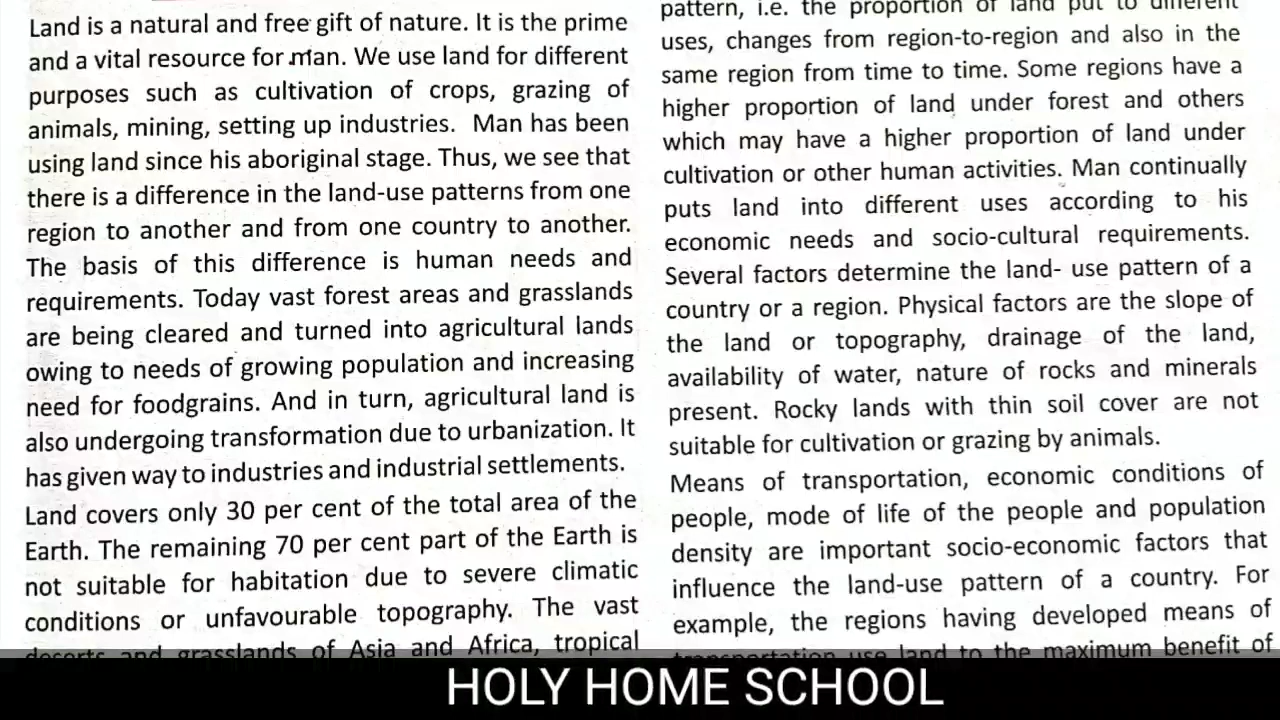 Land is a natural and free gift of nature. It is the prime
and a vital resource for man. We use land for different
purposes such as cultivation of crops, grazing of
animals, mining, setting up industries. Man has been
using land since his aboriginal stage. Thus, we see that
there is a difference in the land-use patterns from one
region to another and from one country to another.
The basis of this difference is human needs and
requirements. Today vast forest areas and grasslands
are being cleared and turned into agricultural lands
owing to needs of growing population and increasing
need for foodgrains. And in turn, agricultural land is
also undergoing transformation due to urbanization. It
has given way to industries and industrial settlements.
Land covers only 30 per cent of the total area of the
Earth. The remaining 70 per cent part of the Earth is
not suitable for habitation due to severe climatic
conditions or unfavourable topography. The vast
deserts and grasslands of Asia and Africa, tropical
pattern, i.e. the proportion of land put to different
uses, changes from region-to-region and also in the
same region from time to time. Some regions have a
higher proportion of land under forest and others
which may have a higher proportion of land under
cultivation or other human activities. Man continually
puts land into different uses according to his
economic needs and socio-cultural requirements.
Several factors determine the land- use pattern of a
country or a region. Physical factors are the slope of
the land or topography, drainage of the land,
availability of water, nature of rocks and minerals
present. Rocky lands with thin soil cover are not
suitable for cultivation or grazing by animals.
Means of transportation, economic conditions of
people, mode of life of the people and population
density are important socio-economic factors that
influence the land-use pattern of a country. For
example, the regions having developed means of
transportation use land to the maximum benefit of
HOLY HOME SCHOOL